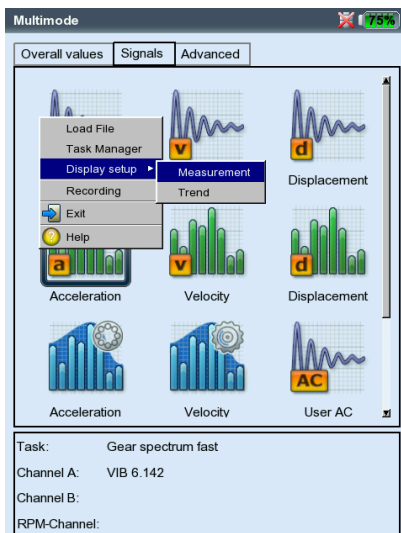 Multimode
75%
Overall values Signals Advanced
Load File
Task Manager
Display setup
Measurement
Recording
Trend
Exit
Help
v
d
Displacement
a
v
d
Acceleration Velocity Displacement
AC
Acceleration Velocity User AC
Task: Gear spectrum fast
Channel A: VIB 6.142
Channel B:
RPM-Channel: